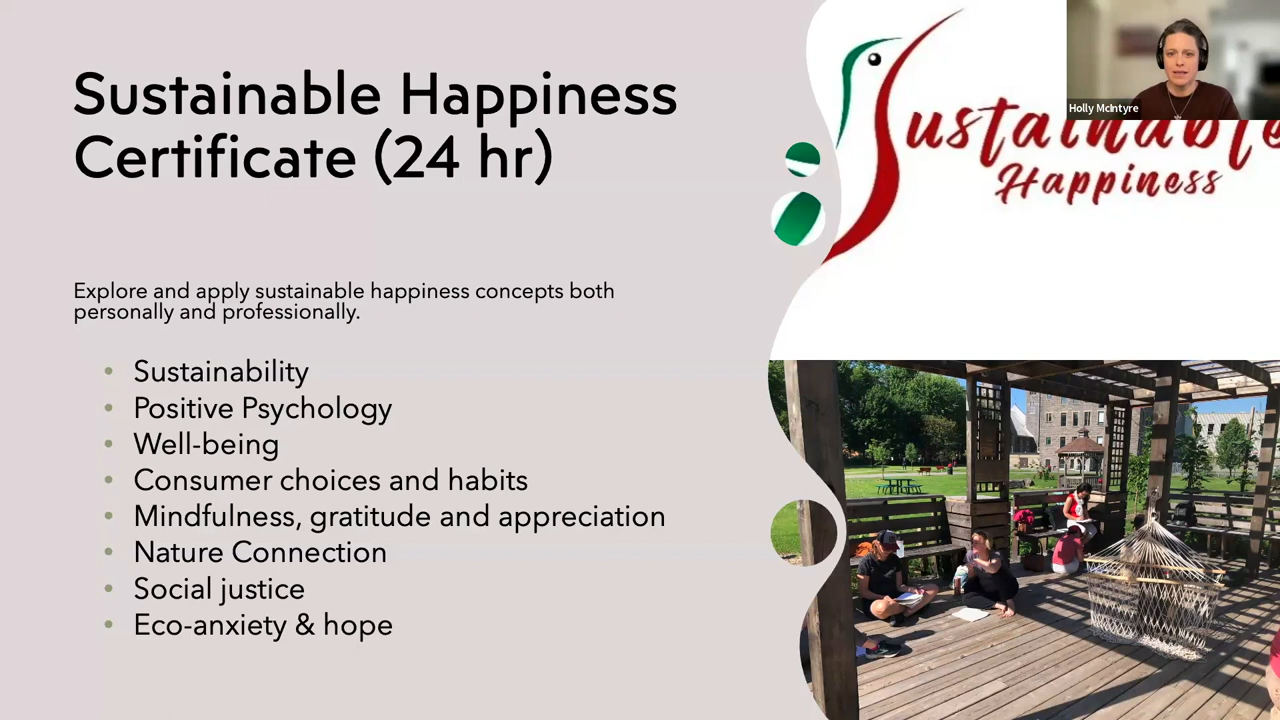 Sustainable Happiness
Certificate (24 hr)
Explore and apply sustainable happiness concepts both
personally and professionally.
• Sustainability
• Positive Psychology
• Well-being
• Consumer choices and habits
• Mindfulness, gratitude and appreciation
• Nature Connection
• Social justice
• Eco-anxiety & hope
Sustainable
Happiness
Holly McIntyre